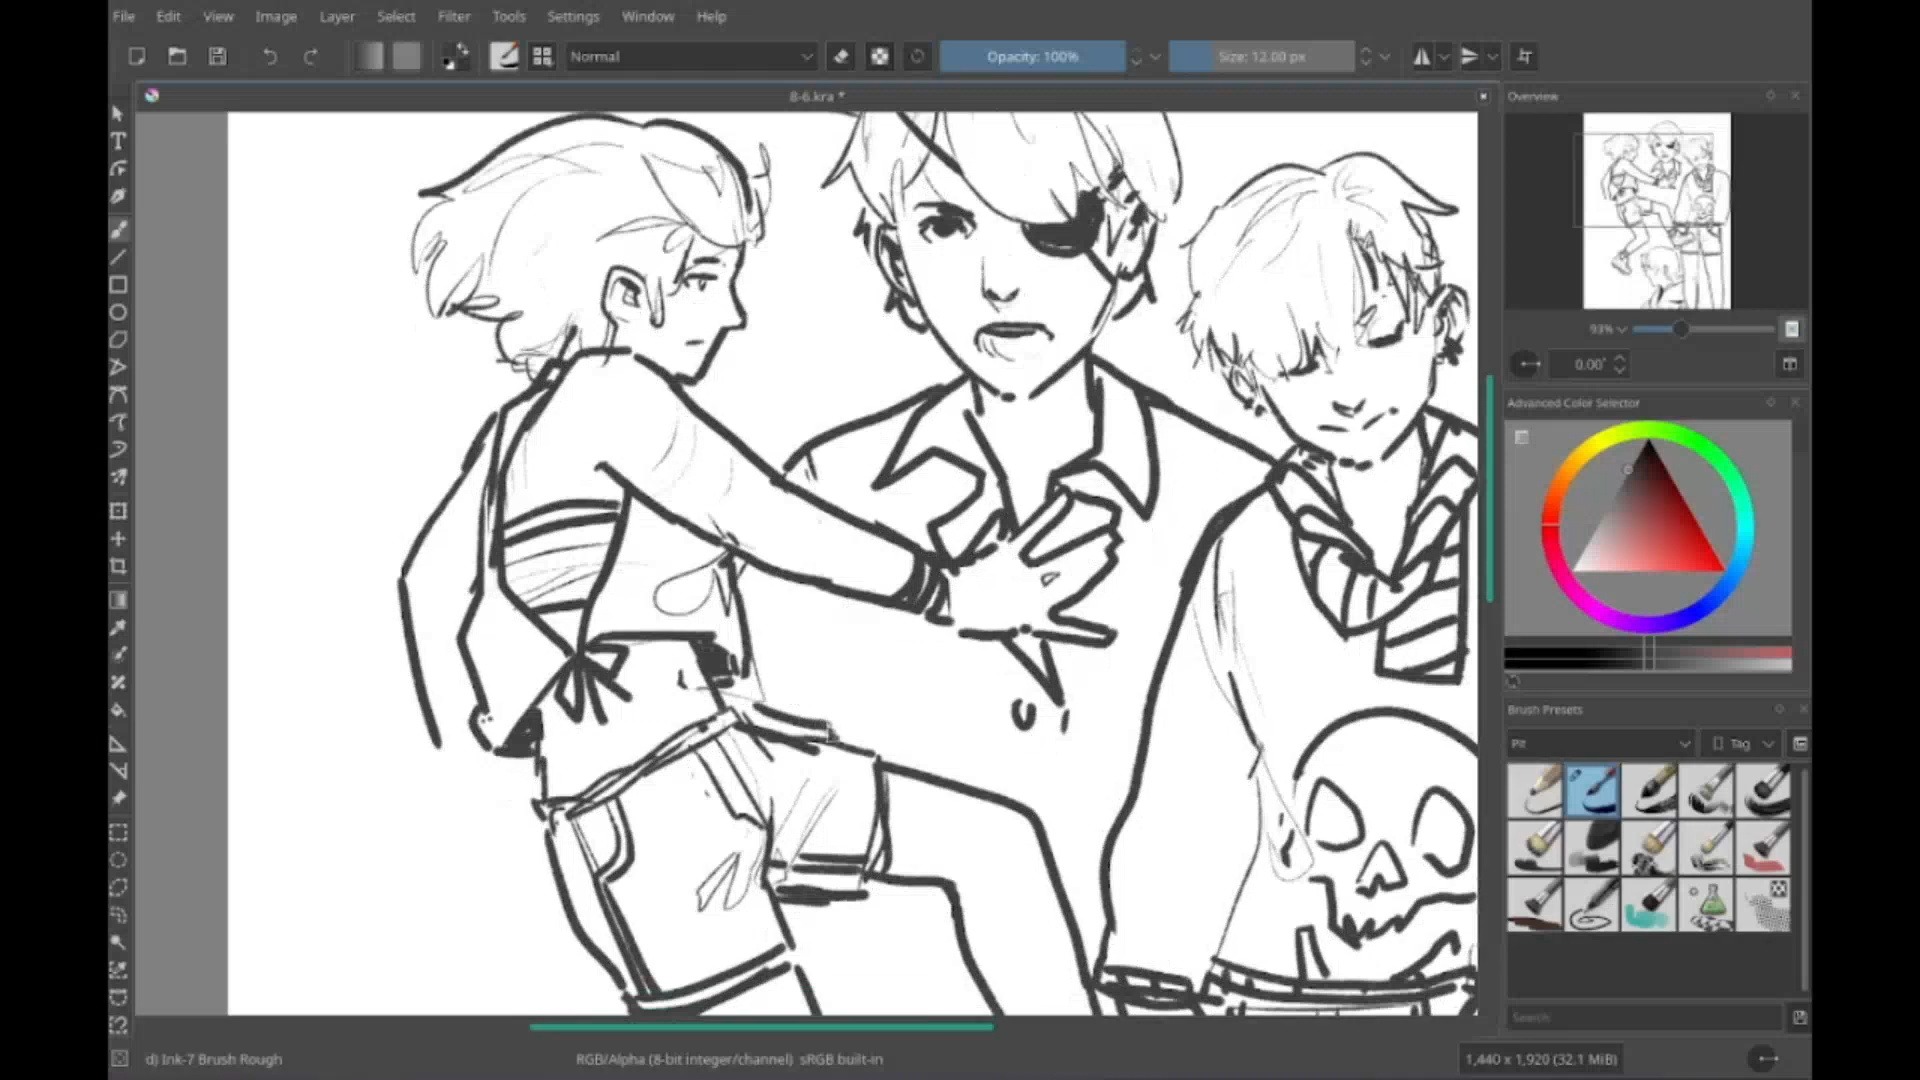 File Edit View Image Layer Select Filter Tools Settings Window Help
Normal
Opacity: 100%
Size: 12.00 px
8-6.kra *
Overview
93%
0.00°
Advanced Color Selector
Brush Presets
Pit
Tag
Search
d) Ink-7 Brush Rough
RGB/Alpha (8-bit integer/channel) sRGB built-in
1,440 x 1,920 (32.1 MiB)